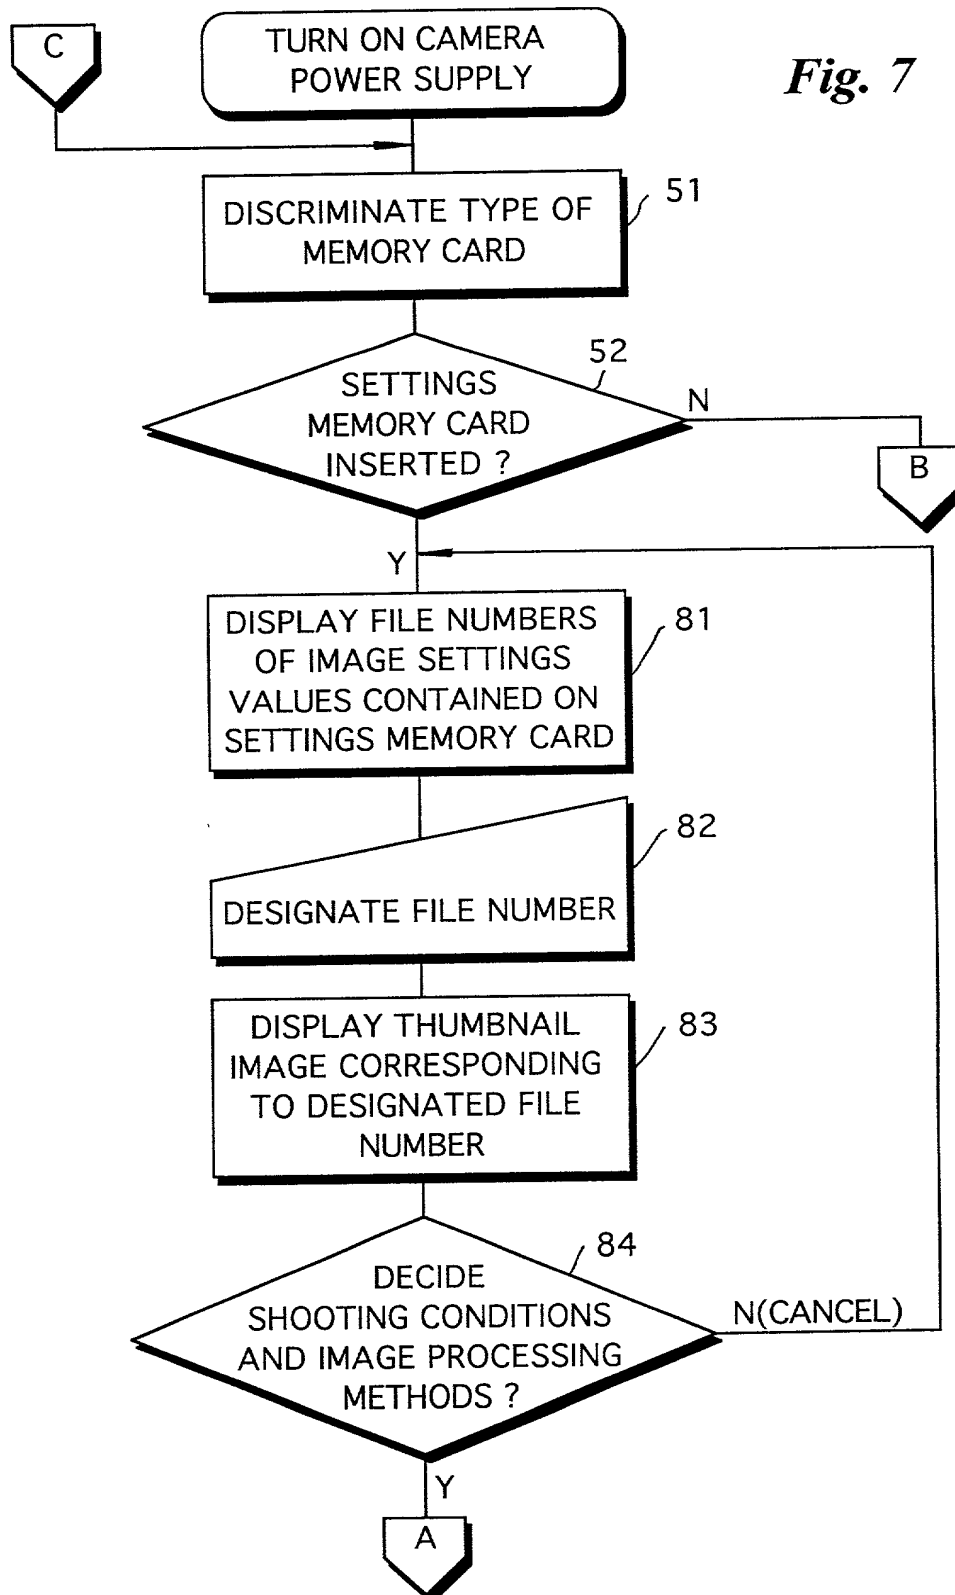 C
TURN ON CAMERA
POWER SUPPLY
Fig. 7
51
DISCRIMINATE TYPE OF
MEMORY CARD
52
SETTINGS
MEMORY CARD
INSERTED ?
N
B
Y
81
DISPLAY FILE NUMBERS
OF IMAGE SETTINGS
VALUES CONTAINED ON
SETTINGS MEMORY CARD
82
DESIGNATE FILE NUMBER
83
DISPLAY THUMBNAIL
IMAGE CORRESPONDING
TO DESIGNATED FILE
NUMBER
84
DECIDE
SHOOTING CONDITIONS
AND IMAGE PROCESSING
METHODS ?
N(CANCEL)
Y
A